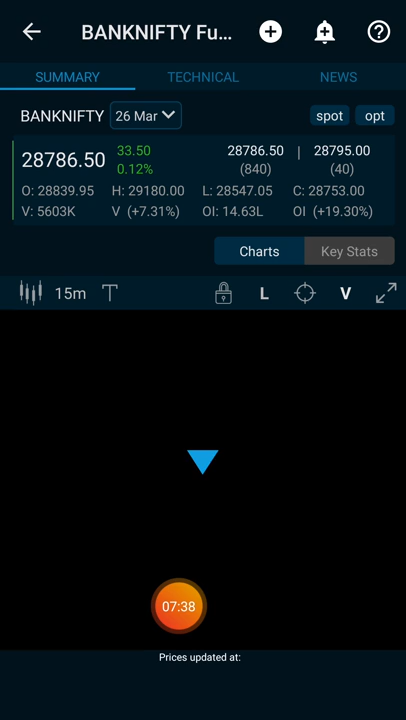 BANKNIFTY Fu...
SUMMARY TECHNICAL NEWS
BANKNIFTY 26 Mar spot opt
28786.50 33.50 0.12% 28786.50 (840) | 28795.00 (40)
O: 28839.95 H: 29180.00 L: 28547.05 C: 28753.00
V: 5603K V (+7.31%) OI: 14.63L OI (+19.30%)
Charts Key Stats
15m T L V
07:38
Prices updated at: